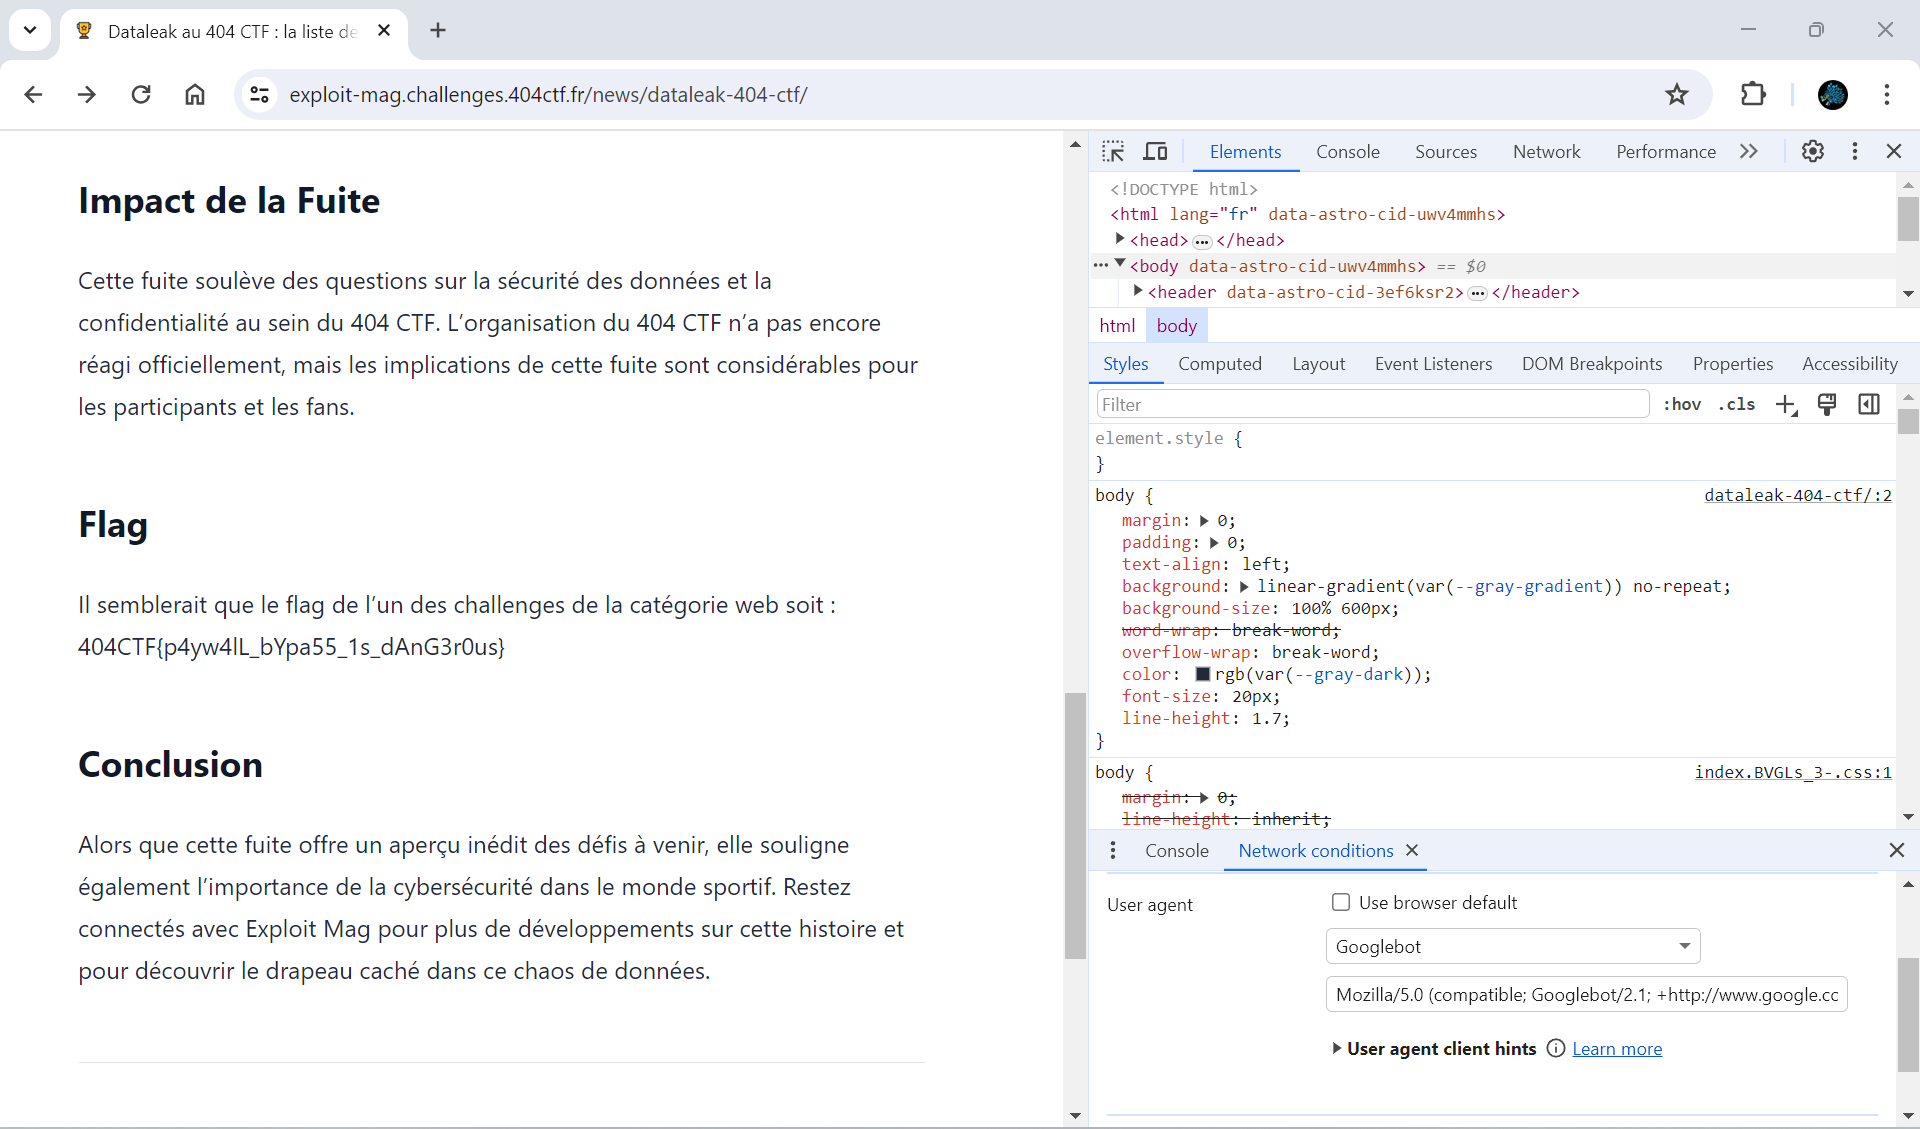 Dataleak au 404 CTF : la liste de
exploit-mag.challenges.404ctf.fr/news/dataleak-404-ctf/
Impact de la Fuite
Cette fuite soulève des questions sur la sécurité des données et la
confidentialité au sein du 404 CTF. L’organisation du 404 CTF n’a pas encore
réagi officiellement, mais les implications de cette fuite sont considérables pour
les participants et les fans.
Flag
Il semblerait que le flag de l’un des challenges de la catégorie web soit :
404CTF{p4yw4lL_bYpa55_1s_dAnG3r0us}
Conclusion
Alors que cette fuite offre un aperçu inédit des défis à venir, elle souligne
également l’importance de la cybersécurité dans le monde sportif. Restez
connectés avec Exploit Mag pour plus de développements sur cette histoire et
pour découvrir le drapeau caché dans ce chaos de données.
Elements Console Sources Network Performance
<!DOCTYPE html>
<html lang="fr" data-astro-cid-uwv4mmhs>
<head> … </head>
<body data-astro-cid-uwv4mmhs> == $0
<header data-astro-cid-3ef6ksr2> … </header>
html body
Styles Computed Layout Event Listeners DOM Breakpoints Properties Accessibility
Filter :hov .cls
element.style {
}
body { dataleak-404-ctf/:2
margin: 0;
padding: 0;
text-align: left;
background: linear-gradient(var(--gray-gradient)) no-repeat;
background-size: 100% 600px;
word-wrap: break-word;
overflow-wrap: break-word;
color: rgb(var(--gray-dark));
font-size: 20px;
line-height: 1.7;
}
body { index.BVGLs_3-.css:1
margin: 0;
line-height: inherit;
Console Network conditions
User agent Use browser default
Googlebot
Mozilla/5.0 (compatible; Googlebot/2.1; +http://www.google.cc
User agent client hints Learn more